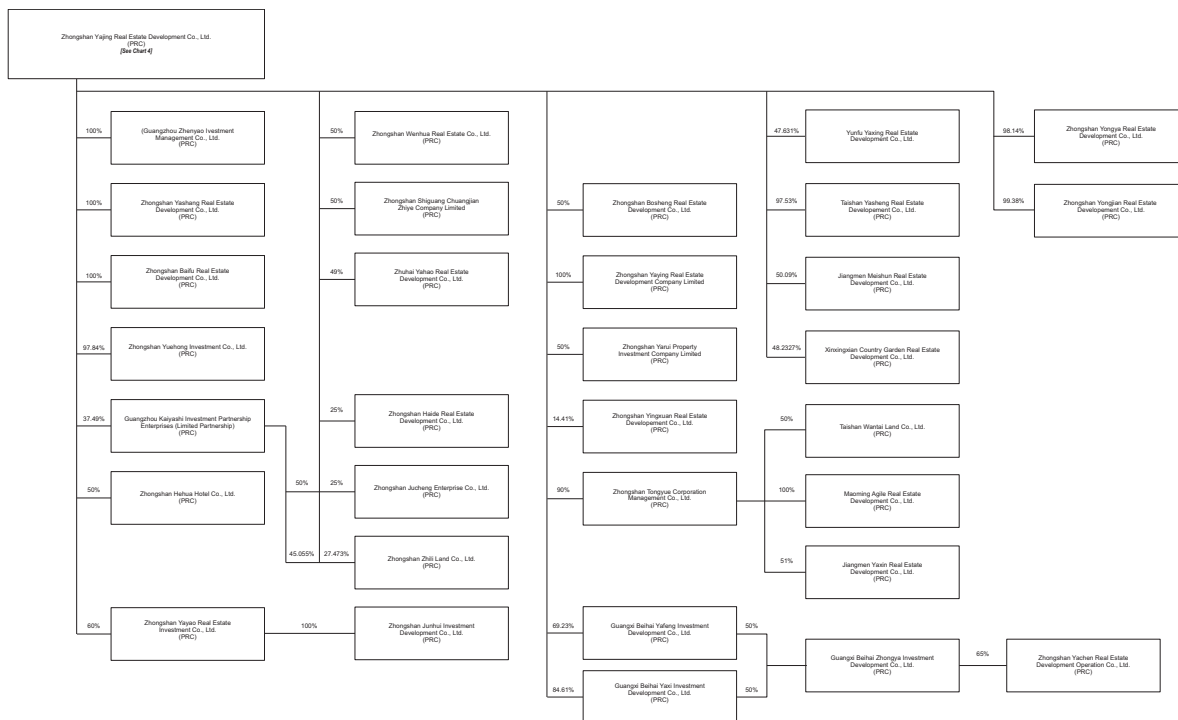 Zhongshan Yajing Real Estate Development Co., Ltd.
(PRC)
[See Chart 4]
100%
(Guangzhou Zhenyao Ivestment
Management Co., Ltd.
(PRC)
100%
Zhongshan Yashang Real Estate
Development Co., Ltd.
(PRC)
100%
Zhongshan Baifu Real Estate
Development Co., Ltd.
(PRC)
97.84%
Zhongshan Yuehong Investment Co., Ltd.
(PRC)
37.49%
Guangzhou Kaiyashi Investment Partnership
Enterprises (Limited Partnership)
(PRC)
50%
Zhongshan Hehua Hotel Co., Ltd.
(PRC)
60%
Zhongshan Yayao Real Estate
Investment Co., Ltd.
(PRC)
100%
Zhongshan Junhui Investment
Development Co., Ltd.
(PRC)
50%
Zhongshan Wenhua Real Estate Co., Ltd.
(PRC)
50%
Zhongshan Shiguang Chuangjian
Zhiye Company Limited
(PRC)
49%
Zhuhai Yahao Real Estate
Development Co., Ltd.
(PRC)
25%
Zhongshan Haide Real Estate
Development Co., Ltd.
(PRC)
50%
25%
Zhongshan Jucheng Enterprise Co., Ltd.
(PRC)
45.055%
27.473%
Zhongshan Zhili Land Co., Ltd.
(PRC)
50%
Zhongshan Bosheng Real Estate
Development Co., Ltd.
(PRC)
100%
Zhongshan Yaying Real Estate
Development Company Limited
(PRC)
50%
Zhongshan Yarui Property
Investment Company Limited
(PRC)
14.41%
Zhongshan Yingxuan Real Estate
Developement Co., Ltd.
(PRC)
90%
Zhongshan Tongyue Corporation
Management Co., Ltd.
(PRC)
50%
Taishan Wantai Land Co., Ltd.
(PRC)
100%
Maoming Agile Real Estate
Development Co., Ltd.
(PRC)
51%
Jiangmen Yaxin Real Estate
Development Co., Ltd.
(PRC)
69.23%
Guangxi Beihai Yafeng Investment
Development Co., Ltd.
(PRC)
50%
84.61%
Guangxi Beihai Yaxi Investment
Development Co., Ltd.
(PRC)
50%
Guangxi Beihai Zhongya Investment
Development Co., Ltd.
(PRC)
65%
Zhongshan Yachen Real Estate
Development Operation Co., Ltd.
(PRC)
47.631%
Yunfu Yaxing Real Estate
Development Co., Ltd.
97.53%
Taishan Yasheng Real Estate
Development Co., Ltd.
(PRC)
50.09%
Jiangmen Meishun Real Estate
Development Co., Ltd.
(PRC)
48.2327%
Xinxingxian Country Garden Real Estate
Development Co., Ltd.
(PRC)
98.14%
Zhongshan Yongya Real Estate
Development Co., Ltd.
(PRC)
99.38%
Zhongshan Yongjian Real Estate
Developement Co., Ltd.
(PRC)